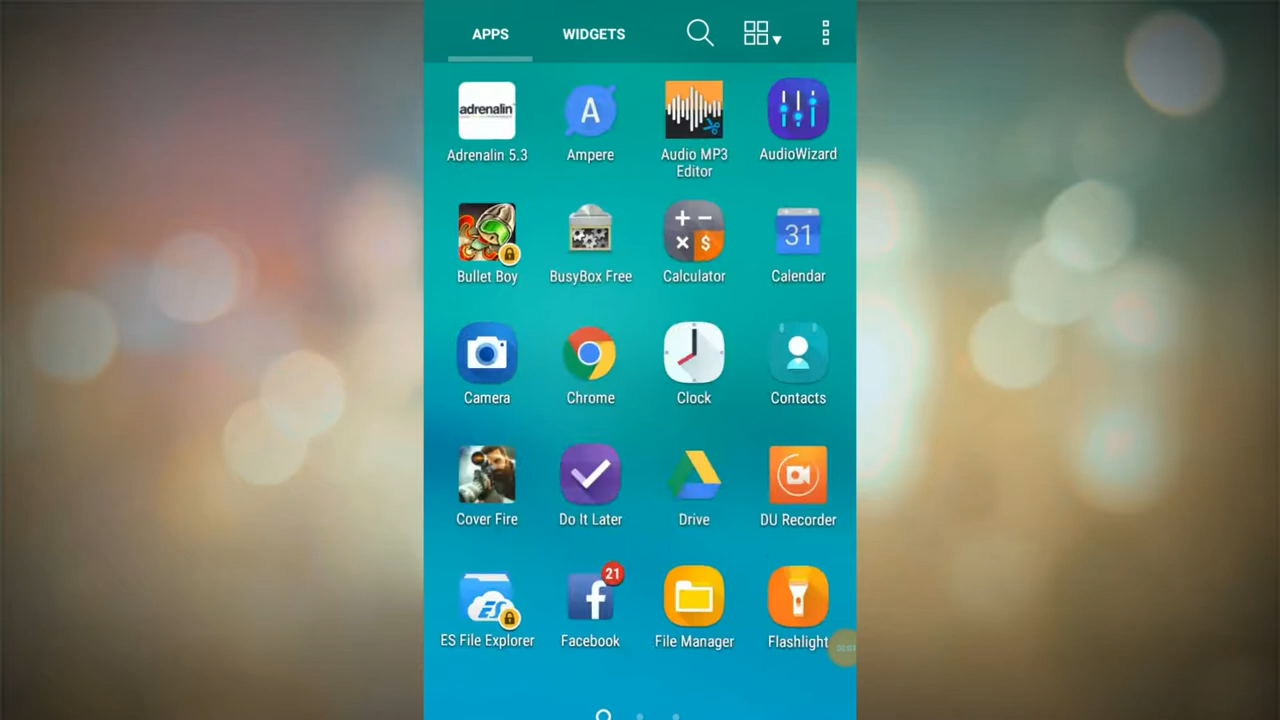 APPS
WIDGETS
adrenalin
Adrenalin 5.3
A
Ampere
Audio MP3
Editor
AudioWizard
Bullet Boy
BusyBox Free
Calculator
31
Calendar
Camera
Chrome
Clock
Contacts
Cover Fire
Do It Later
Drive
DU Recorder
ES
ES File Explorer
21
f
Facebook
File Manager
Flashlight